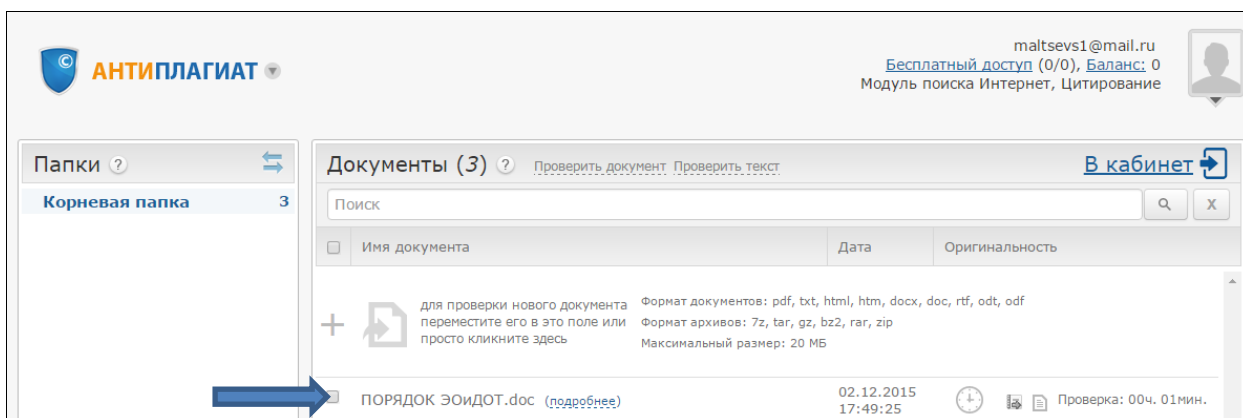 maltsevs1@mail.ru
Бесплатный доступ (0/0), Баланс: 0
Модуль поиска Интернет, Цитирование
© АНТИПЛАГИАТ
Папки ?
Корневая папка 3
Документы (3) ? Проверить документ Проверить текст В кабинет
Поиск X
Имя документа Дата Оригинальность
для проверки нового документа
переместите его в это поле или
просто кликните здесь
Формат документов: pdf, txt, html, htm, docx, doc, rtf, odt, odf
Формат архивов: 7z, tar, gz, bz2, rar, zip
Максимальный размер: 20 МБ
ПОРЯДОК ЭОиДОТ.doc (подробнее)
02.12.2015
17:49:25
Проверка: 00ч. 01мин.